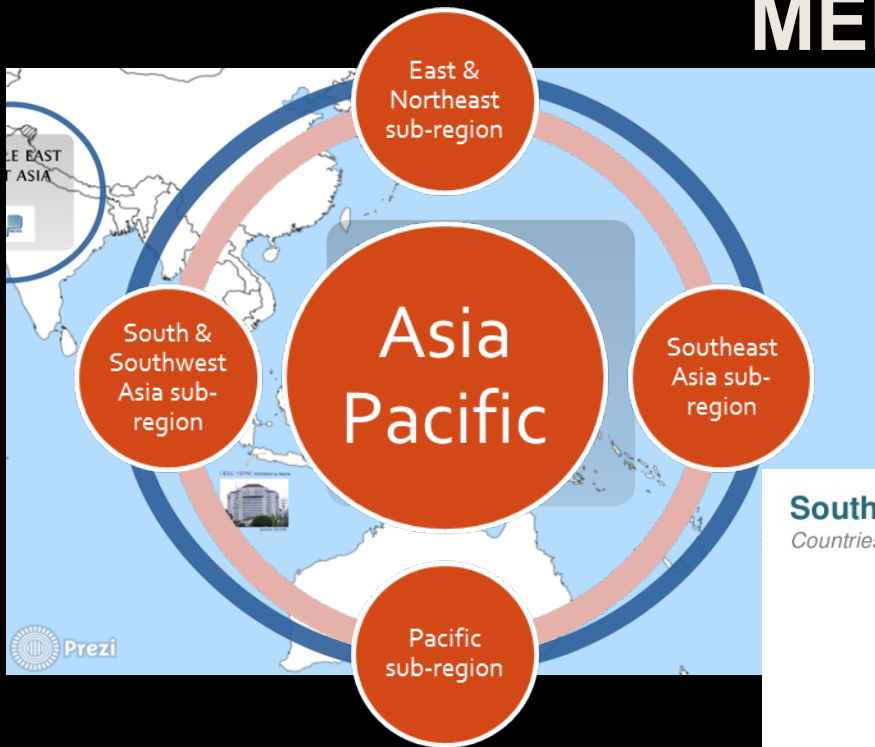 MEI
East &
Northeast
sub-region
LE EAST
T ASIA
Asia
Pacific
South &
Southwest
Asia sub-
region
Southeast
Asia sub-
region
South
Countries
Pacific
sub-region
Prezi